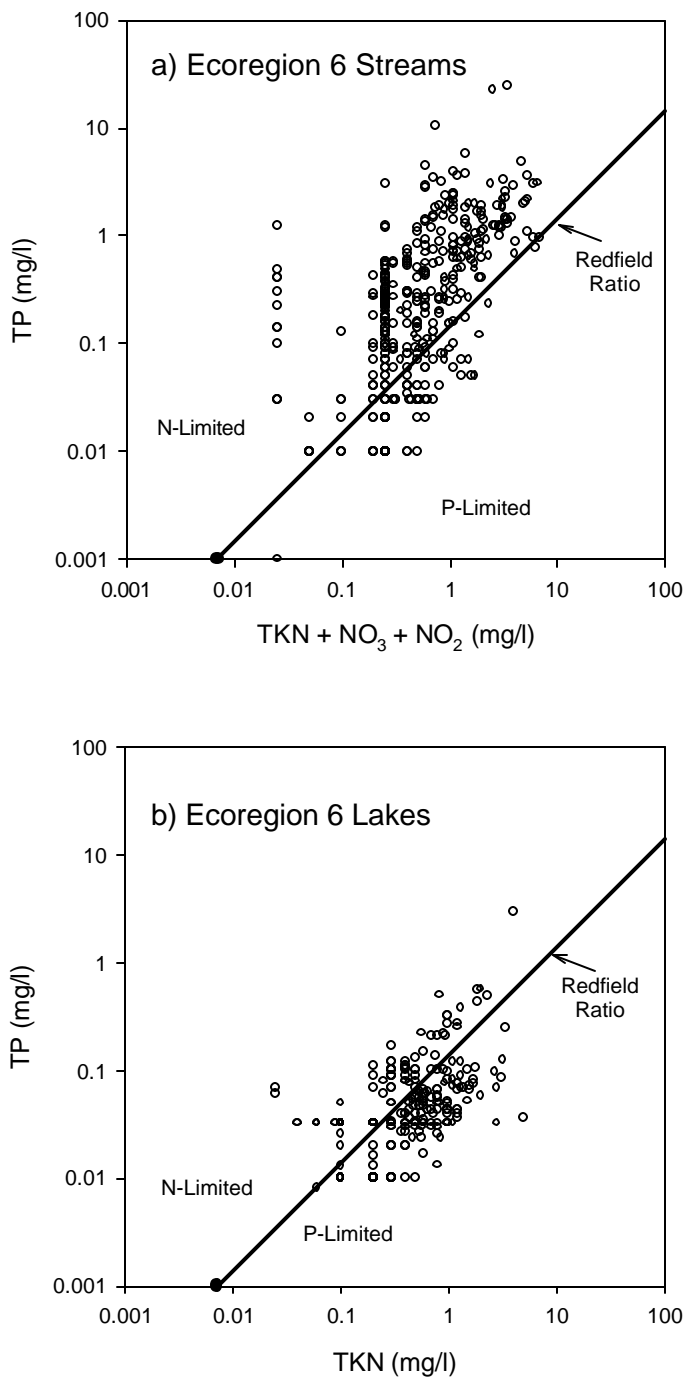 100
a) Ecoregion 6 Streams
10
1
Redfield
Ratio
TP (mg/l)
0.1
N-Limited
0.01
P-Limited
0.001
0.001 0.01 0.1 1 10 100
TKN + NO₃ + NO₂ (mg/l)
100
b) Ecoregion 6 Lakes
10
1
Redfield
Ratio
TP (mg/l)
0.1
0.01
N-Limited
P-Limited
0.001
0.001 0.01 0.1 1 10 100
TKN (mg/l)